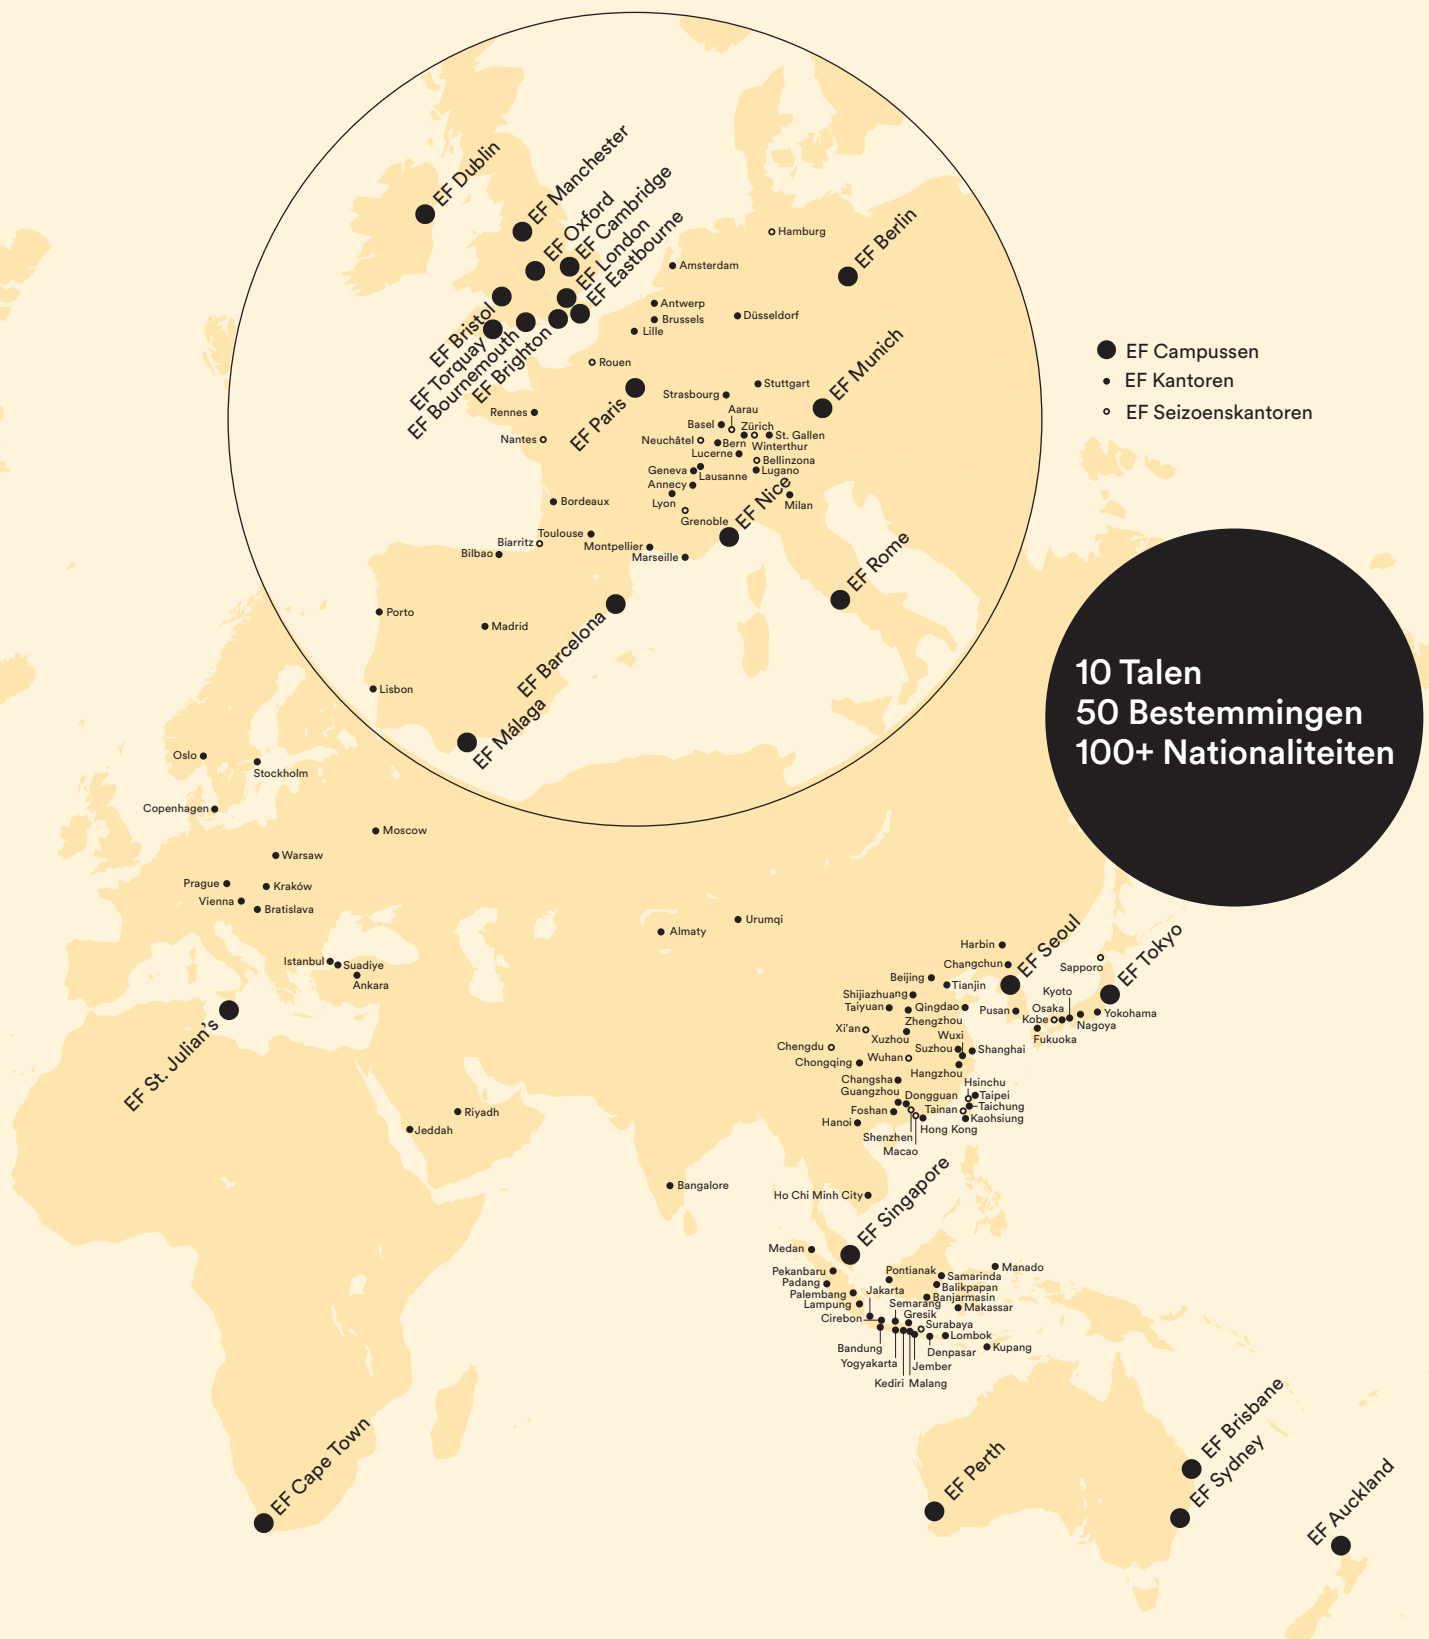 EF Dublin
EF Manchester
EF Oxford
EF Cambridge
EF London
EF Eastbourne
EF Bristol
EF Torquay
EF Bournemouth
EF Brighton
Hamburg
EF Berlin
Amsterdam
Antwerp
Brussels
Düsseldorf
Lille
Rouen
EF Paris
Stuttgart
Strasbourg
EF Munich
Rennes
Aarau
Basel
Zürich
St. Gallen
Nantes
Neuchâtel
Bern
Winterthur
Lucerne
Bellinzona
Geneva
Lausanne
Lugano
Annecy
Lyon
Milan
Bordeaux
Grenoble
EF Nice
Toulouse
Biarritz
Montpellier
Bilbao
Marseille
EF Rome
Porto
Madrid
EF Barcelona
Lisbon
EF Málaga
EF Campussen
EF Kantoren
EF Seizoenskantoren
10 Talen
50 Bestemmingen
100+ Nationaliteiten
Oslo
Stockholm
Copenhagen
Moscow
Warsaw
Prague
Kraków
Vienna
Bratislava
Istanbul
Suadiye
Ankara
EF St. Julian's
Almaty
Urumqi
Harbin
Changchun
EF Seoul
Sapporo
EF Tokyo
Beijing
Tianjin
Shijiazhuang
Kyoto
Taiyuan
Qingdao
Pusan
Osaka
Yokohama
Zhengzhou
Kobe
Nagoya
Xi'an
Xuzhou
Wuxi
Fukuoka
Chengdu
Suzhou
Shanghai
Chongqing
Wuhan
Hangzhou
Changsha
Hsinchu
Guangzhou
Dongguan
Taipei
Foshan
Tainan
Taichung
Hanoi
Hong Kong
Kaohsiung
Shenzhen
Macao
Riyadh
Jeddah
Bangalore
Ho Chi Minh City
EF Singapore
Medan
Pekanbaru
Pontianak
Manado
Samarinda
Padang
Balikpapan
Palembang
Jakarta
Banjarmasin
Lampung
Semarang
Makassar
Cirebon
Gresik
Surabaya
Lombok
Bandung
Denpasar
Kupang
Yogyakarta
Jember
Kediri
Malang
EF Cape Town
EF Perth
EF Brisbane
EF Sydney
EF Auckland